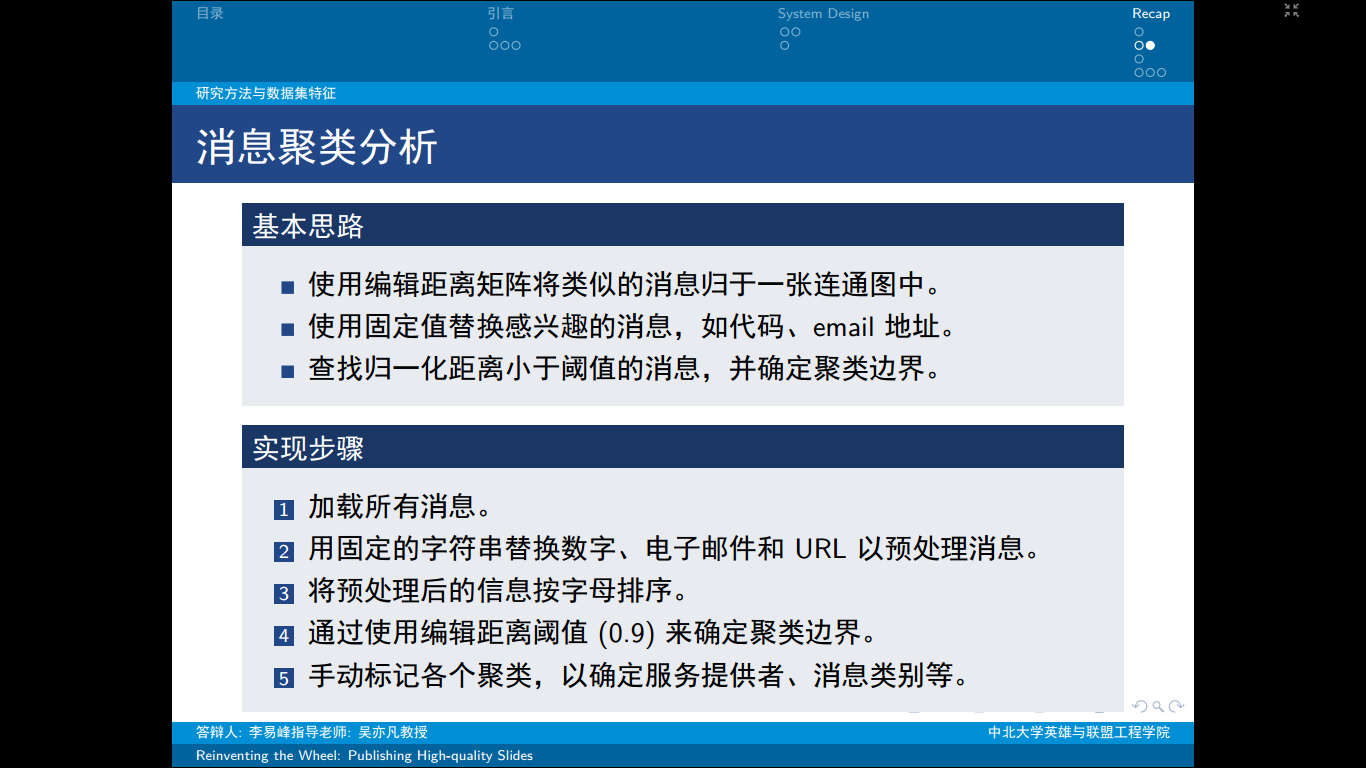 目录
引言
System Design
Recap
研究方法与数据集特征
消息聚类分析
基本思路
使用编辑距离矩阵将类似的消息归于一张连通图中。
使用固定值替换感兴趣的消息，如代码、email 地址。
查找归一化距离小于阈值的消息，并确定聚类边界。
实现步骤
1 加载所有消息。
2 用固定的字符串替换数字、电子邮件和 URL 以预处理消息。
3 将预处理后的信息按字母排序。
4 通过使用编辑距离阈值 (0.9) 来确定聚类边界。
5 手动标记各个聚类，以确定服务提供者、消息类别等。
答辩人: 李易峰指导老师: 吴亦凡教授
中北大学英雄与联盟工程学院
Reinventing the Wheel: Publishing High-quality Slides